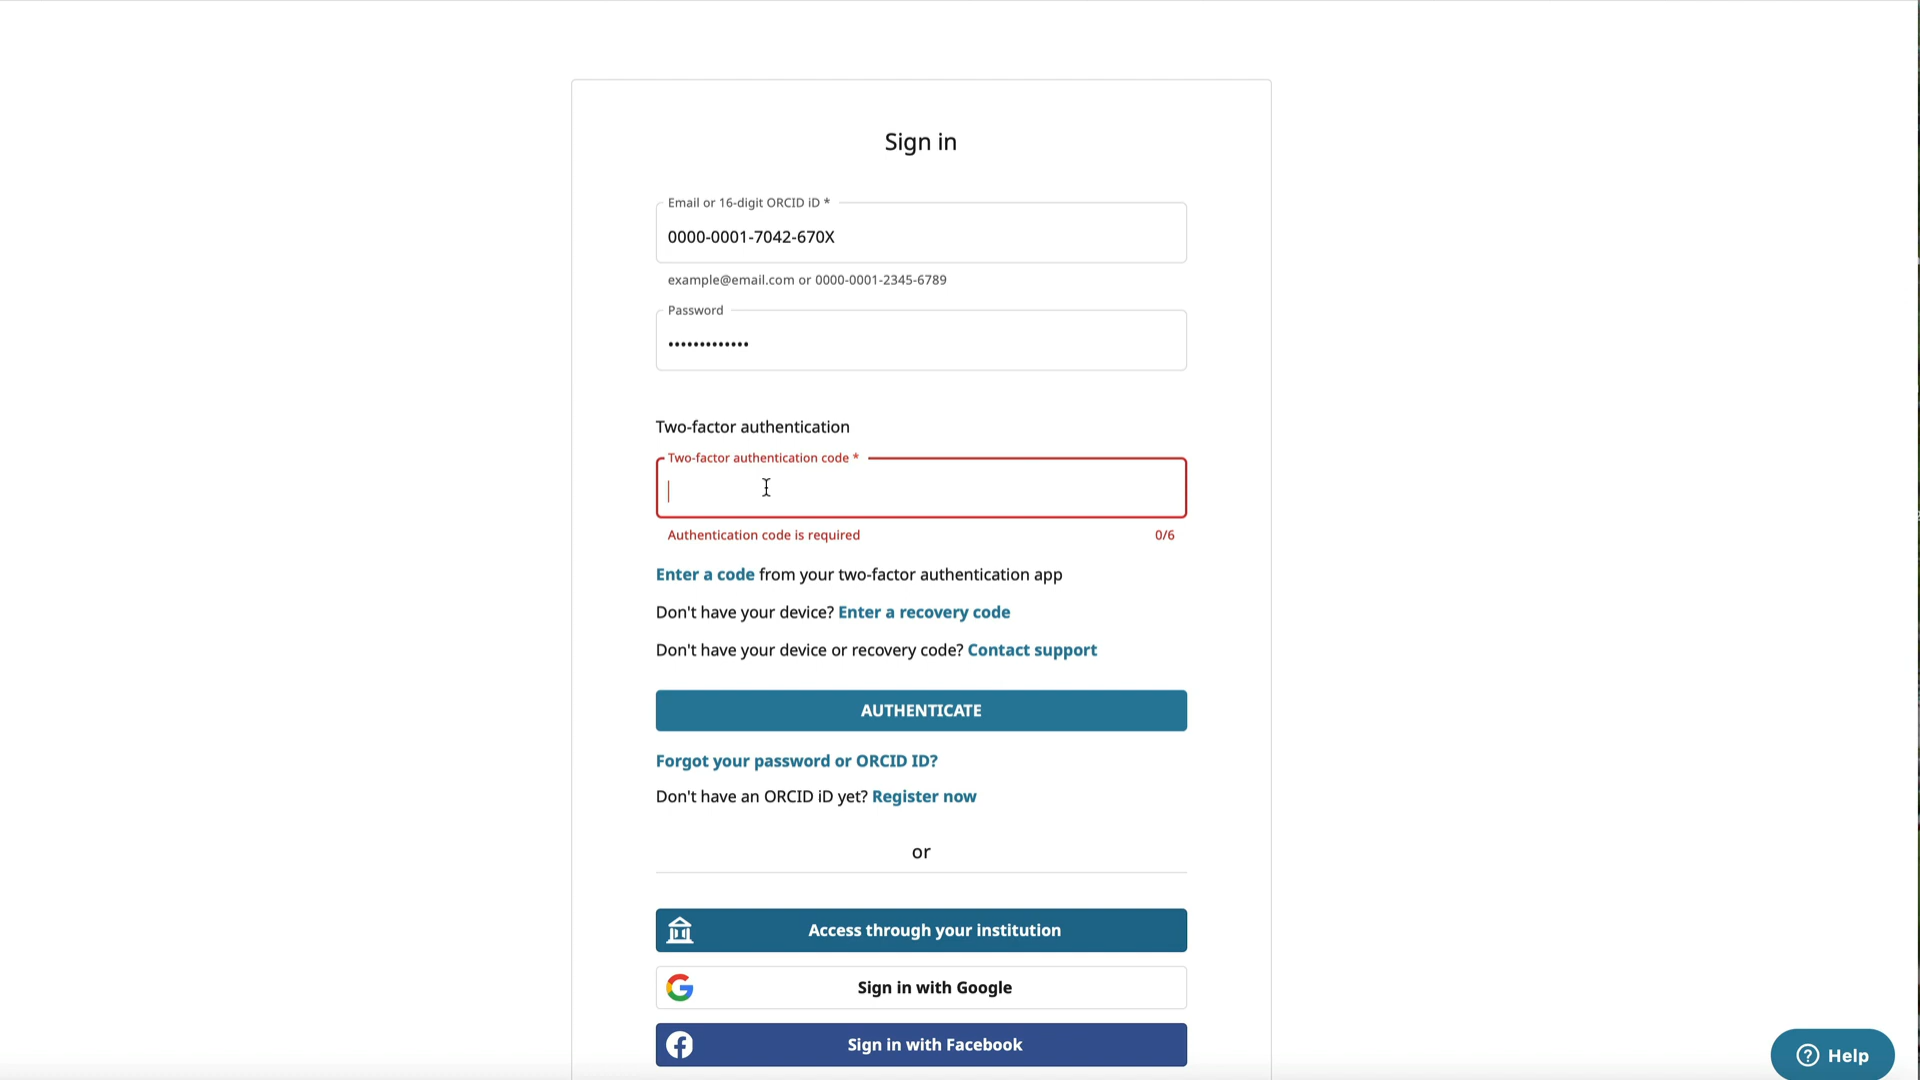 Sign in
Email or 16-digit ORCID iD *
0000-0001-7042-670X
example@email.com or 0000-0001-2345-6789
Password
•••••••••••••
Two-factor authentication
Two-factor authentication code *
Authentication code is required 0/6
Enter a code from your two-factor authentication app
Don't have your device? Enter a recovery code
Don't have your device or recovery code? Contact support
AUTHENTICATE
Forgot your password or ORCID ID?
Don't have an ORCID iD yet? Register now
or
Access through your institution
Sign in with Google
Sign in with Facebook
Help